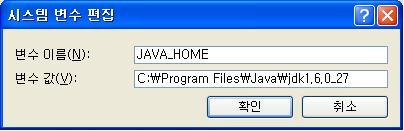 시스템 변수 편집
변수 이름(N): JAVA_HOME
변수 값(V): C:₩Program Files₩Java₩jdk1.6.0_27
확인 취소